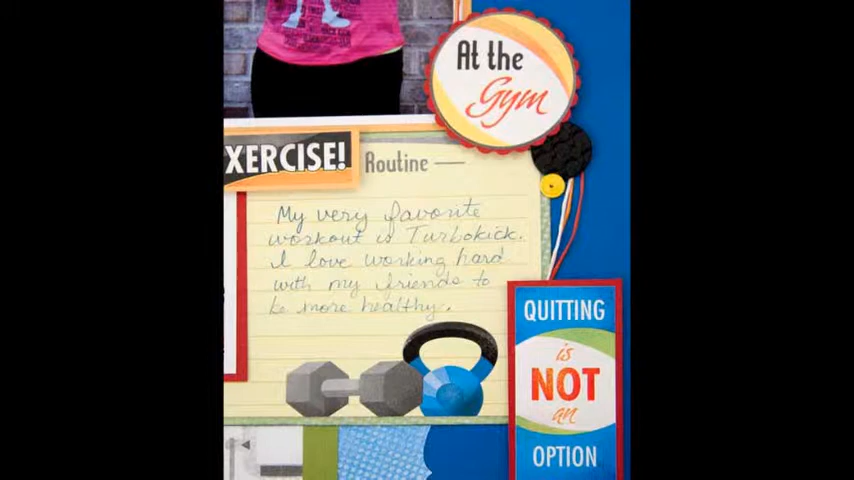 At the
Gym
XERCISE!
Routine
My very favorite
workout is Turbokick.
I love working hard
with my friends to
be more healthy.
QUITTING
is
NOT
an
OPTION